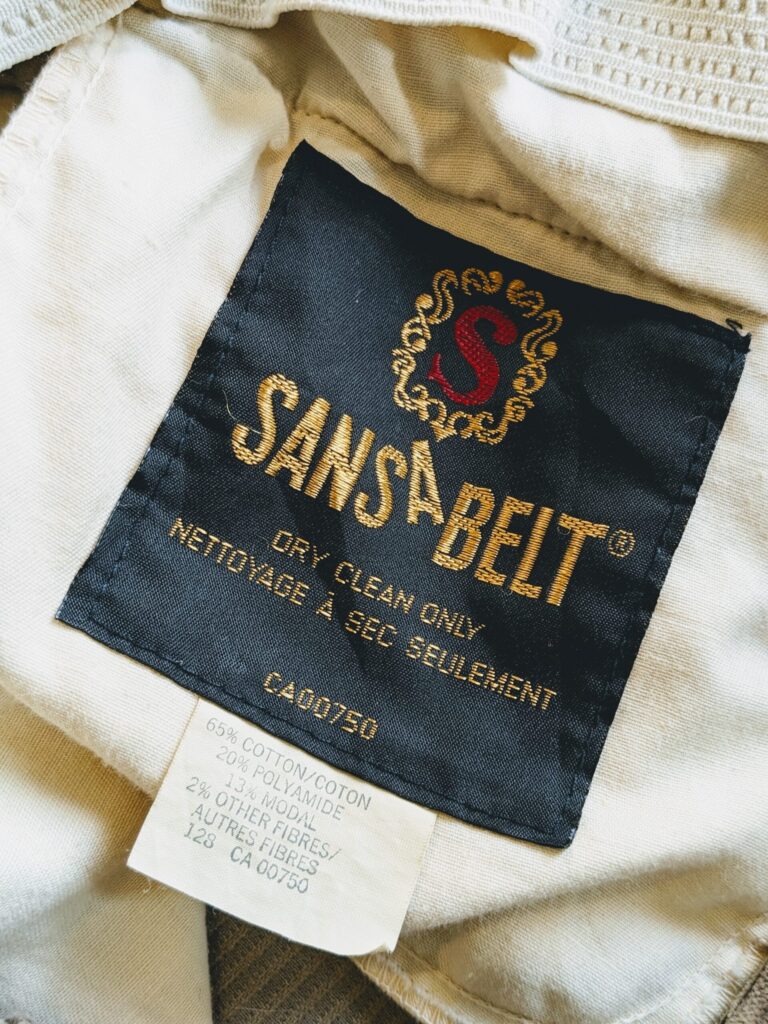 S
SANSABELT®
DRY CLEAN ONLY
NETTOYAGE À SEC SEULEMENT
CA00750
65% COTTON/COTON
20% POLYAMIDE
13% MODAL
2% OTHER FIBRES/
AUTRES FIBRES
128 CA 00750